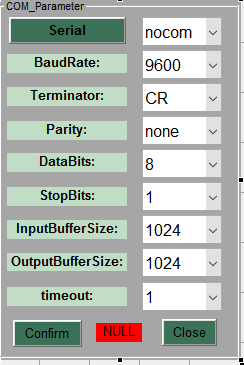 COM_Parameter
Serial nocom
BaudRate: 9600
Terminator: CR
Parity: none
DataBits: 8
StopBits: 1
InputBufferSize: 1024
OutputBufferSize: 1024
timeout: 1
Confirm NULL Close